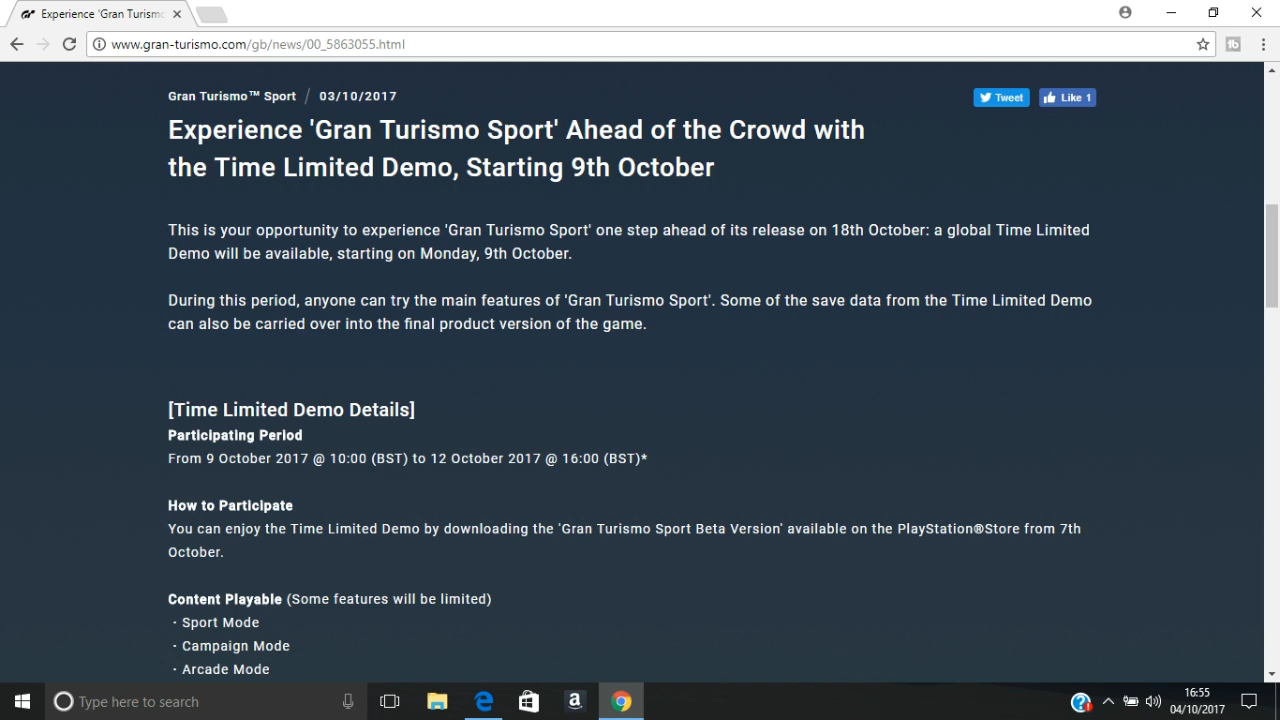 Experience 'Gran Turismo
www.gran-turismo.com/gb/news/00_5863055.html
Gran Turismo™ Sport / 03/10/2017
Tweet
Like 1
Experience 'Gran Turismo Sport' Ahead of the Crowd with
the Time Limited Demo, Starting 9th October
This is your opportunity to experience 'Gran Turismo Sport' one step ahead of its release on 18th October: a global Time Limited
Demo will be available, starting on Monday, 9th October.
During this period, anyone can try the main features of 'Gran Turismo Sport'. Some of the save data from the Time Limited Demo
can also be carried over into the final product version of the game.
[Time Limited Demo Details]
Participating Period
From 9 October 2017 @ 10:00 (BST) to 12 October 2017 @ 16:00 (BST)*
How to Participate
You can enjoy the Time Limited Demo by downloading the 'Gran Turismo Sport Beta Version' available on the PlayStation®Store from 7th
October.
Content Playable (Some features will be limited)
・Sport Mode
・Campaign Mode
・Arcade Mode
Type here to search
16:55
04/10/2017